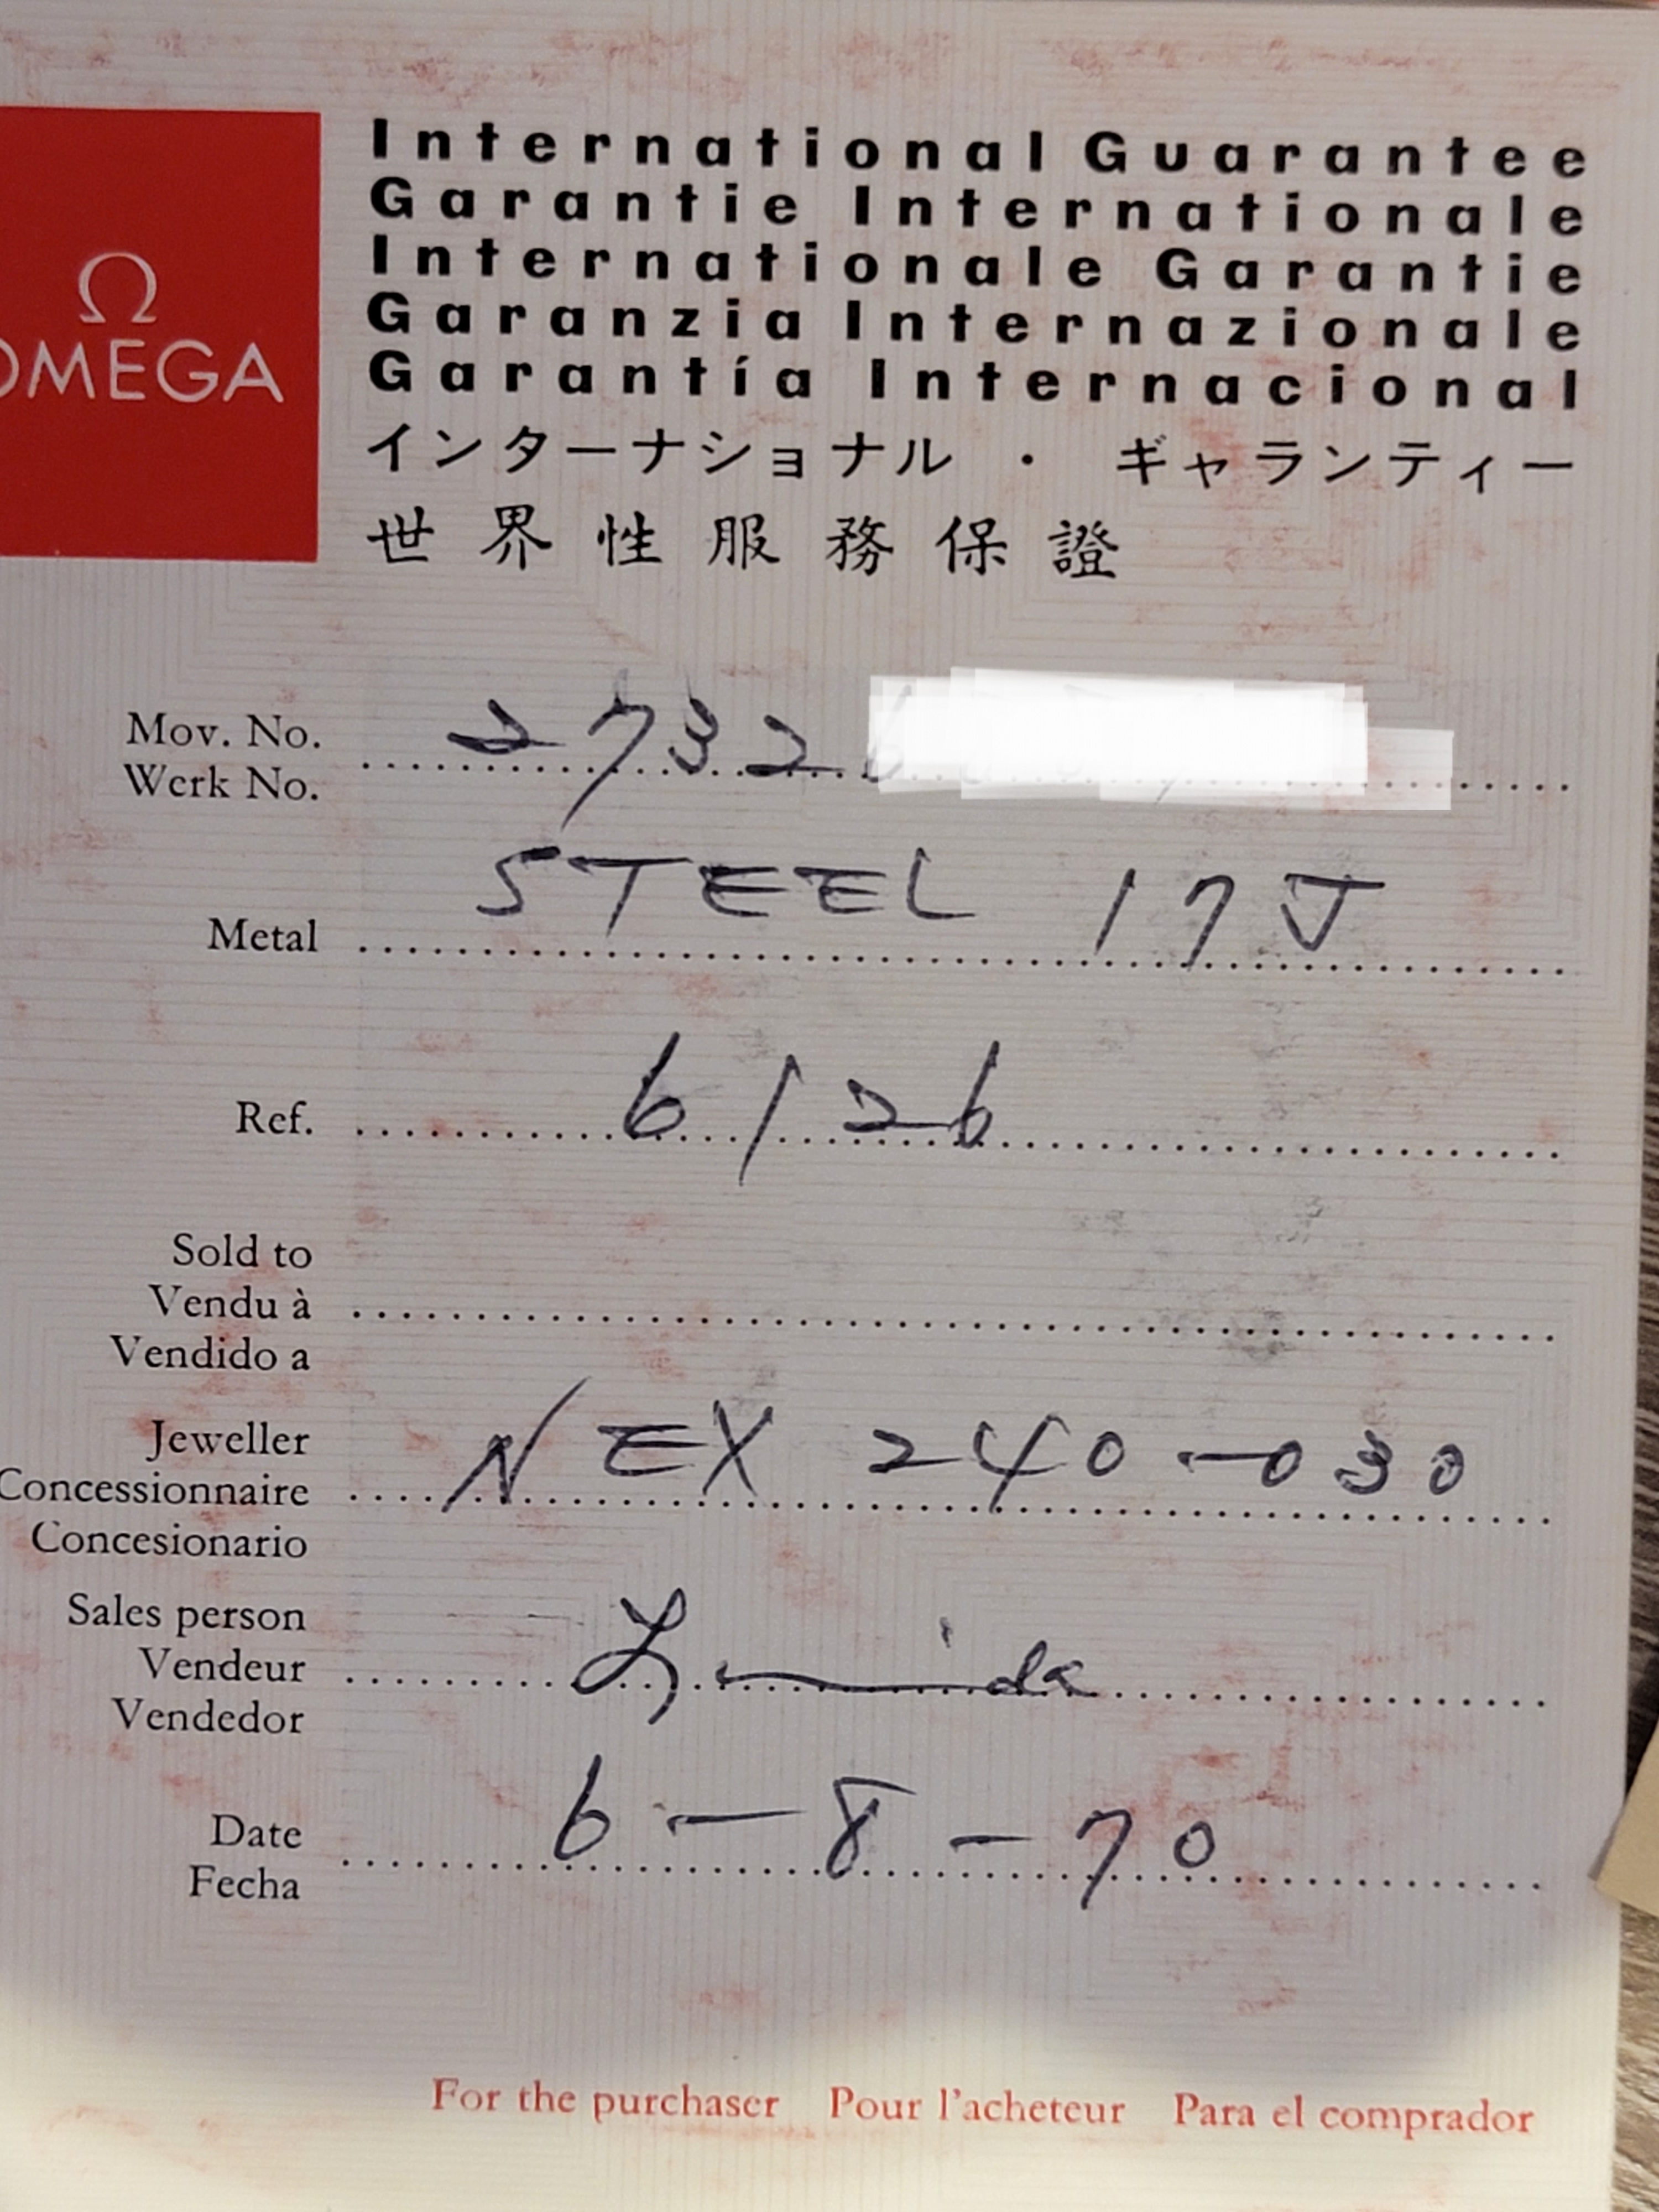 International Guarantee
Garantie Internationale
Internationale Garantie
Garanzia Internazionale
Garantía Internacional
インターナショナル ・ ギャランティー
世界性服務保證
Ω
OMEGA
Mov. No. 2732
Werk No.
Metal STEEL 17J
Ref. 6126
Sold to
Vendu à
Vendido a
Jeweller NEX 240-030
Concessionnaire
Concesionario
Sales person
Vendeur
Vendedor
Date 6-8-70
Fecha
For the purchaser Pour l'acheteur Para el comprador